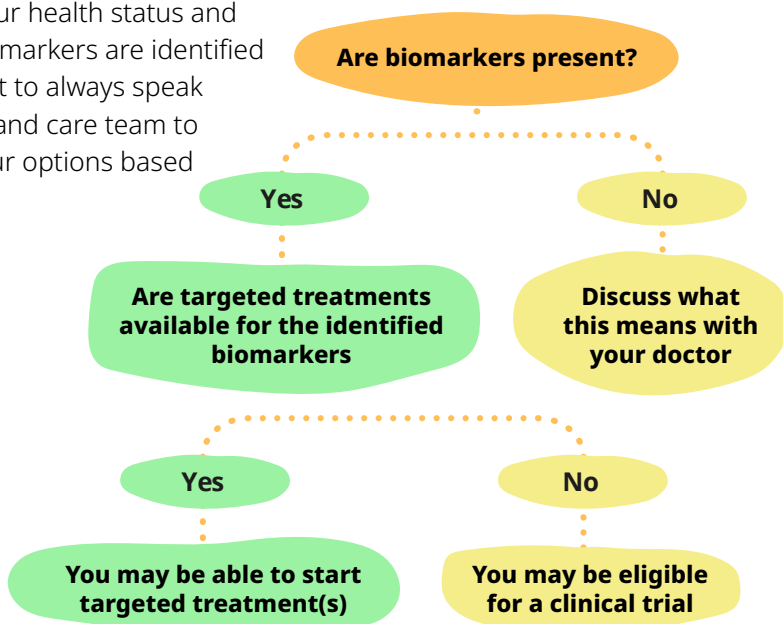 ur health status and
omarkers are identified
t to always speak
and care team to
ur options based
Are biomarkers present?
Yes
No
Are targeted treatments
available for the identified
biomarkers
Discuss what
this means with
your doctor
Yes
No
You may be able to start
targeted treatment(s)
You may be eligible
for a clinical trial